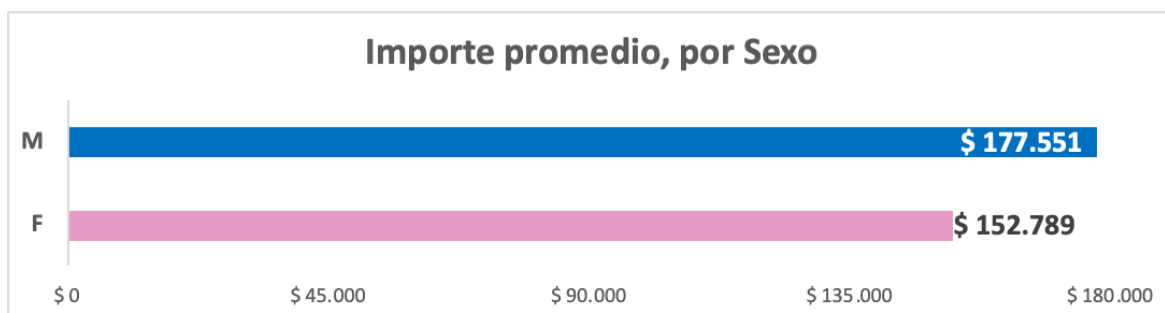 Importe promedio, por Sexo
M
$ 177.551
F
$ 152.789
$ 0 $ 45.000 $ 90.000 $ 135.000 $ 180.000